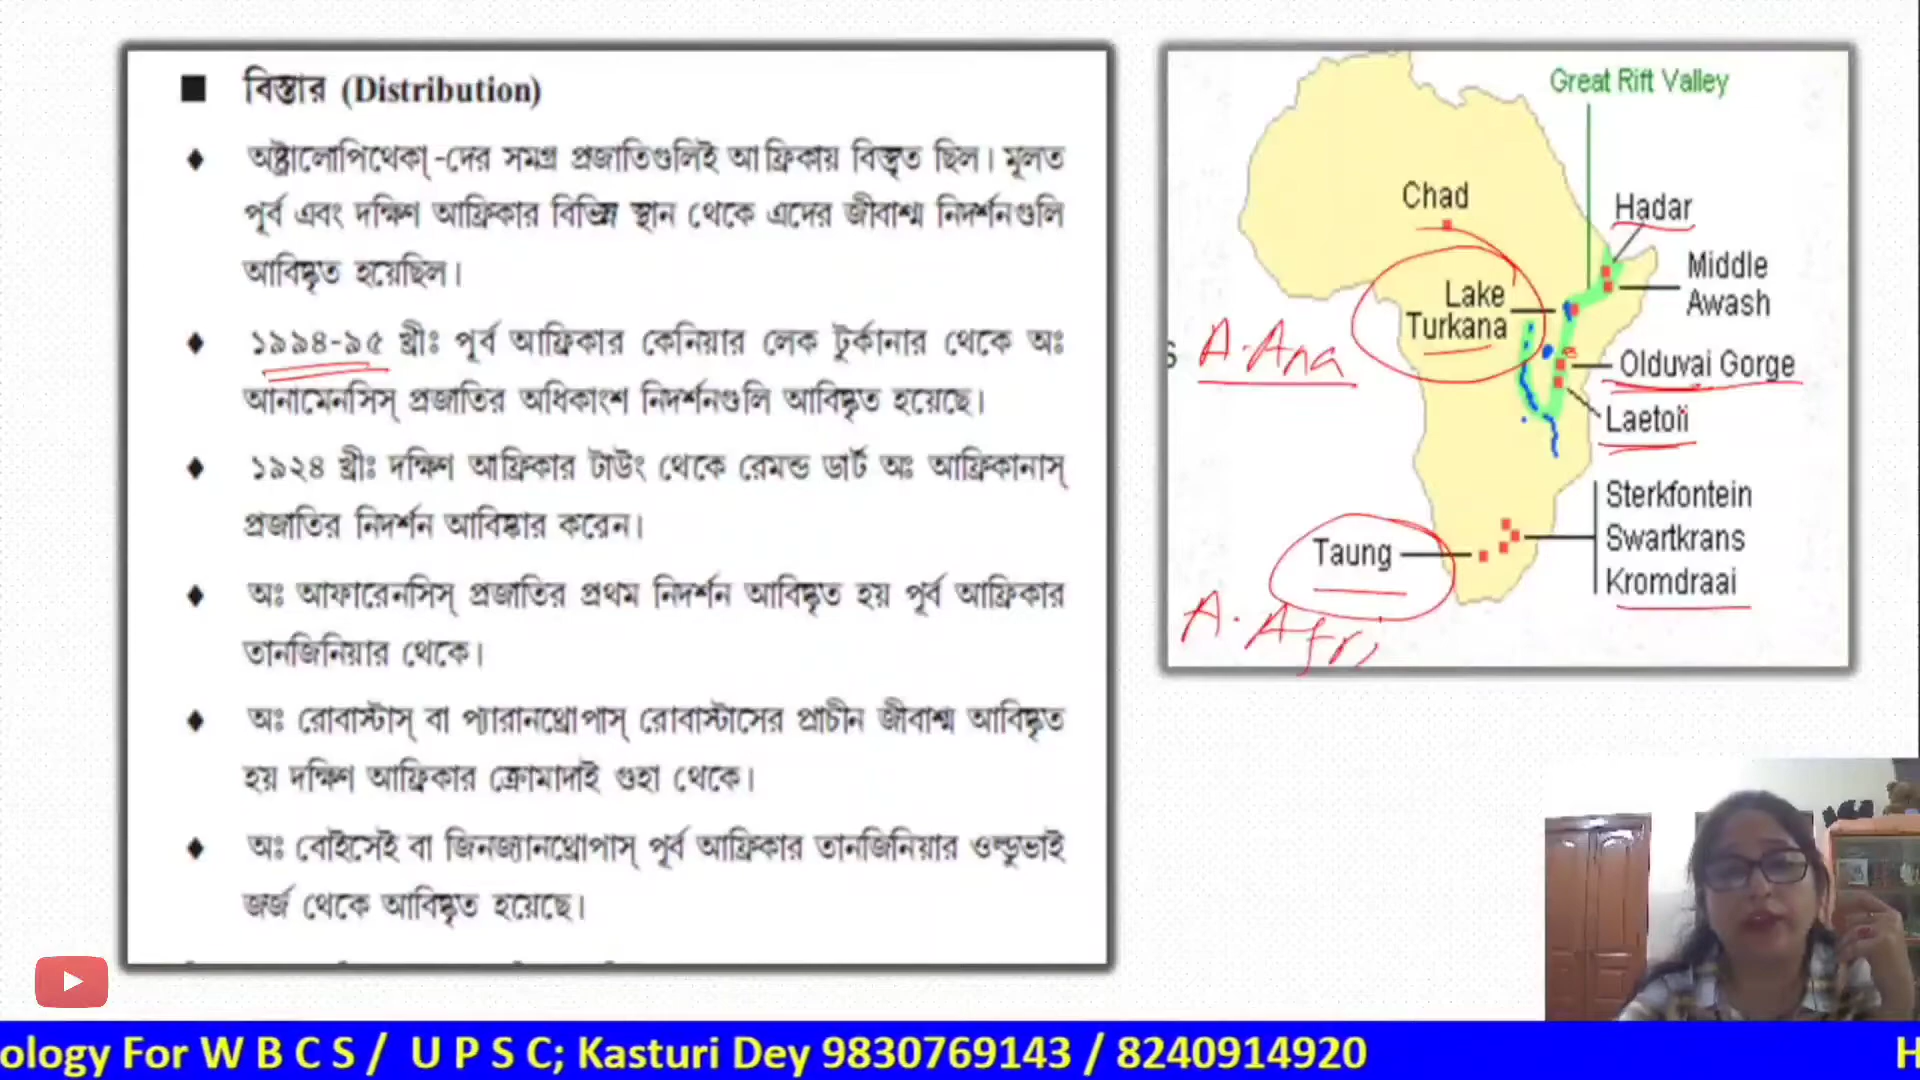 ■ বিস্তার (Distribution)
♦ অষ্ট্রালোপিথেকা্-দের সমগ্র প্রজাতিগুলিই আফ্রিকায় বিস্তৃত ছিল। মূলত
পূর্ব এবং দক্ষিণ আফ্রিকার বিভিন্ন স্থান থেকে এদের জীবাশ্ম নিদর্শনগুলি
আবিষ্কৃত হয়েছিল।
♦ ১৯৯৪-৯৫ খ্রীঃ পূর্ব আফ্রিকার কেনিয়ার লেক টুর্কানার থেকে অঃ
আনামেনসিস্ প্রজাতির অধিকাংশ নিদর্শনগুলি আবিষ্কৃত হয়েছে।
♦ ১৯২৪ খ্রীঃ দক্ষিণ আফ্রিকার টাউং থেকে রেমন্ড ডার্ট অঃ আফ্রিকানাস্
প্রজাতির নিদর্শন আবিষ্কার করেন।
♦ অঃ আফারেনসিস্ প্রজাতির প্রথম নিদর্শন আবিষ্কৃত হয় পূর্ব আফ্রিকার
তানজিনিয়ার থেকে।
♦ অঃ রোবাস্টাস্ বা প্যারানথ্রোপাস্ রোবাস্টাসের প্রাচীন জীবাশ্ম আবিষ্কৃত
হয় দক্ষিণ আফ্রিকার ক্রোমাদাই গুহা থেকে।
♦ অঃ বোইসেই বা জিনজ্যানথ্রোপাস্ পূর্ব আফ্রিকার তানজিনিয়ার ওল্ডুভাই
জর্জ থেকে আবিষ্কৃত হয়েছে।
Great Rift Valley
Chad
Hadar
Middle
Awash
Lake
Turkana
A. Ana
Olduvai Gorge
Laetoli
Sterkfontein
Swartkrans
Kromdraai
Taung
A. Afri
ology For W B C S / U P S C; Kasturi Dey 9830769143 / 8240914920 H